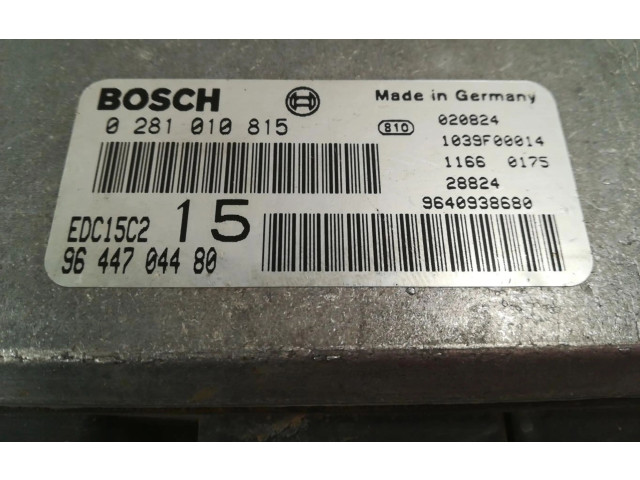 BOSCH
Made in Germany
0 281 010 815
810
020824
1039F00014
1166 0175
28824
9640938680
EDC15C2 15
96 447 044 80